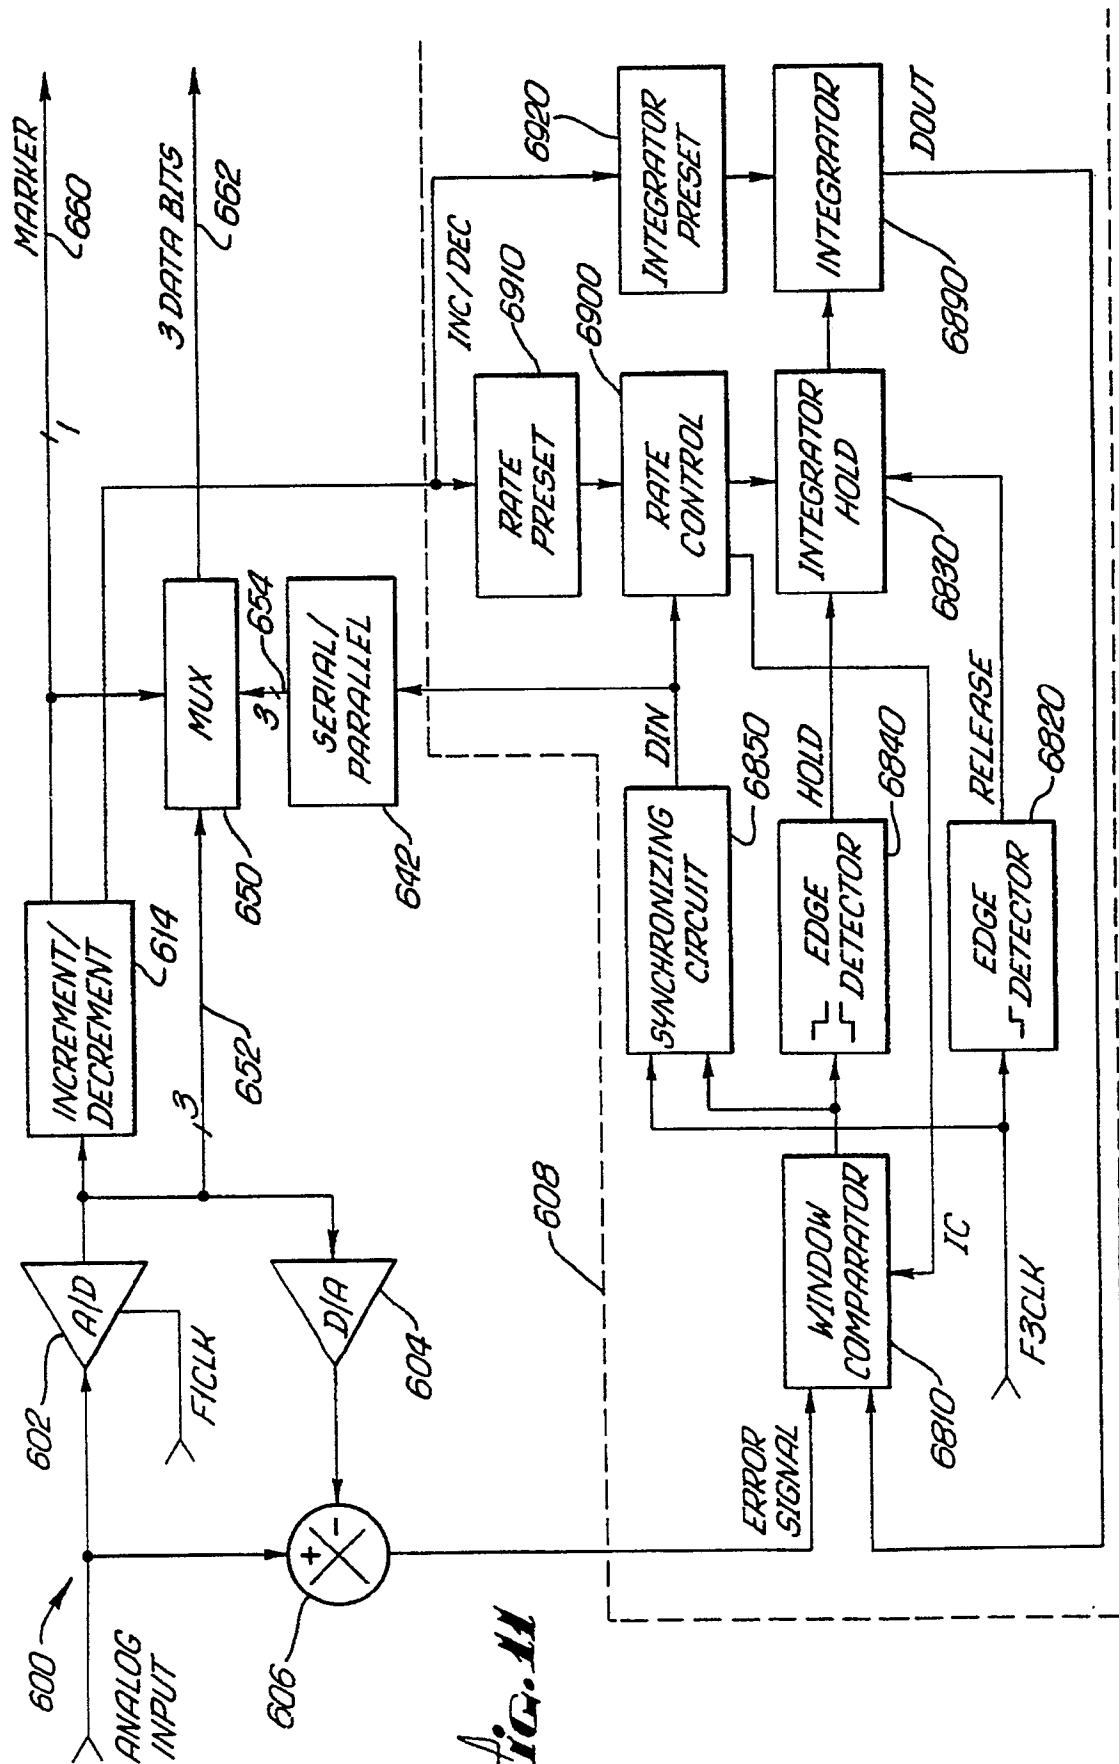 600
ANALOG
INPUT
602
A/D
F1CLK
INCREMENT/
DECREMENT
614
1
MARKER
660
3
652
MUX
650
3 DATA BITS
662
3
654
SERIAL/
PARALLEL
642
D/A
604
+
-
606
608
INC/DEC
RATE
PRESET
6910
INTEGRATOR
PRESET
6920
SYNCHRONIZING
CIRCUIT
6850
DIN
RATE
CONTROL
6900
ERROR
SIGNAL
WINDOW
COMPARATOR
6810
EDGE
DETECTOR
6840
HOLD
INTEGRATOR
HOLD
6830
INTEGRATOR
6890
DOUT
IC
F3CLK
EDGE
DETECTOR
6820
RELEASE
Fig. 11